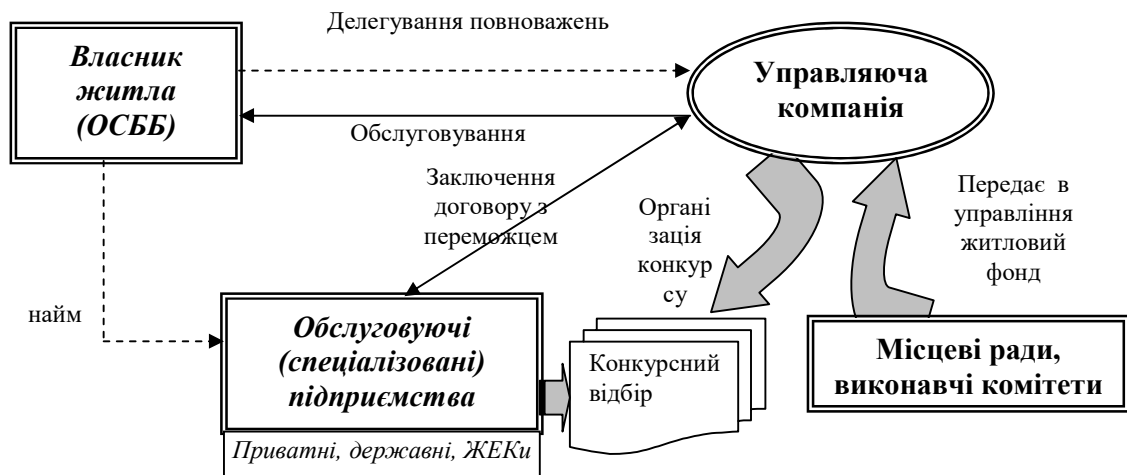 Делегування повноважень
Власник
житла
(ОСББ)
Управляюча
компанія
Обслуговування
Заключення
договору з
переможцем
Органі
зація
конкур
су
Передає в
управління
житловий
фонд
найм
Обслуговуючі
(спеціалізовані)
підприємства
Приватні, державні, ЖЕКи
Конкурсний
відбір
Місцеві ради,
виконавчі комітети